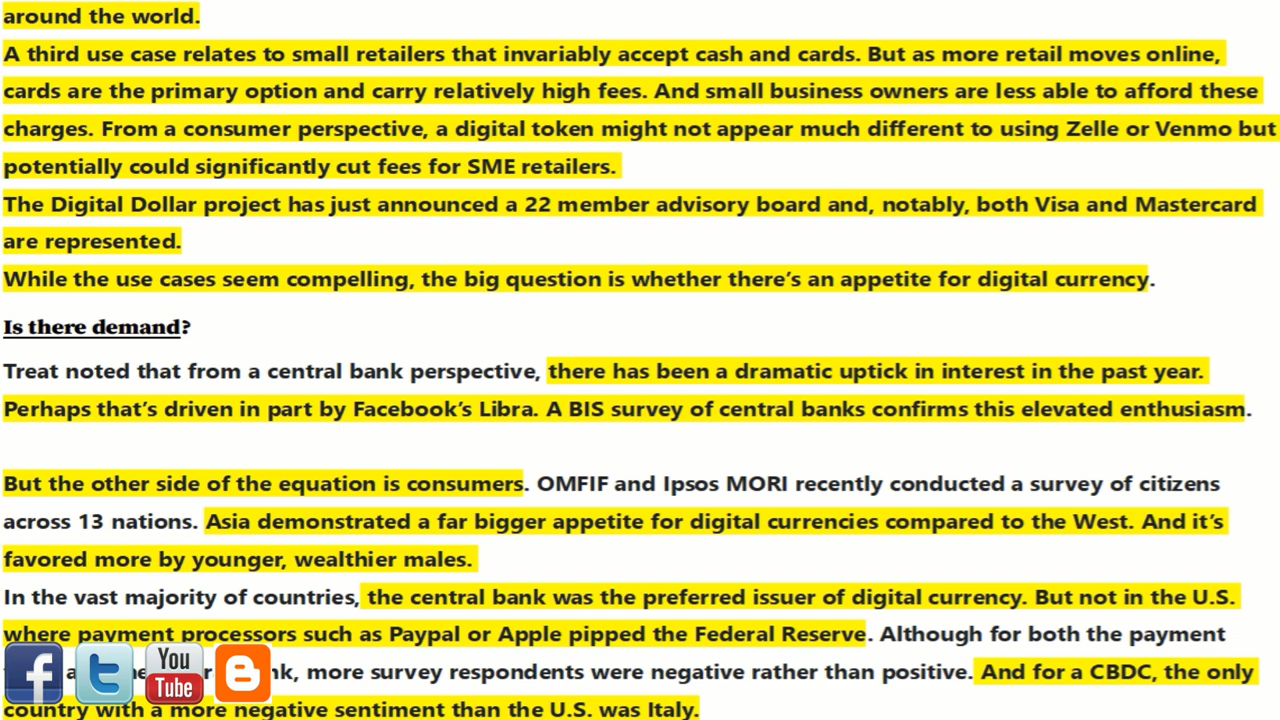 around the world.
A third use case relates to small retailers that invariably accept cash and cards. But as more retail moves online,
cards are the primary option and carry relatively high fees. And small business owners are less able to afford these
charges. From a consumer perspective, a digital token might not appear much different to using Zelle or Venmo but
potentially could significantly cut fees for SME retailers.
The Digital Dollar project has just announced a 22 member advisory board and, notably, both Visa and Mastercard
are represented.
While the use cases seem compelling, the big question is whether there's an appetite for digital currency.
Is there demand?
Treat noted that from a central bank perspective, there has been a dramatic uptick in interest in the past year.
Perhaps that's driven in part by Facebook's Libra. A BIS survey of central banks confirms this elevated enthusiasm.
But the other side of the equation is consumers. OMFIF and Ipsos MORI recently conducted a survey of citizens
across 13 nations. Asia demonstrated a far bigger appetite for digital currencies compared to the West. And it's
favored more by younger, wealthier males.
In the vast majority of countries, the central bank was the preferred issuer of digital currency. But not in the U.S.
where payment processors such as Paypal or Apple pipped the Federal Reserve. Although for both the payment
more survey respondents were negative rather than positive. And for a CBDC, the only
country with a more negative sentiment than the U.S. was Italy.
You
Tube